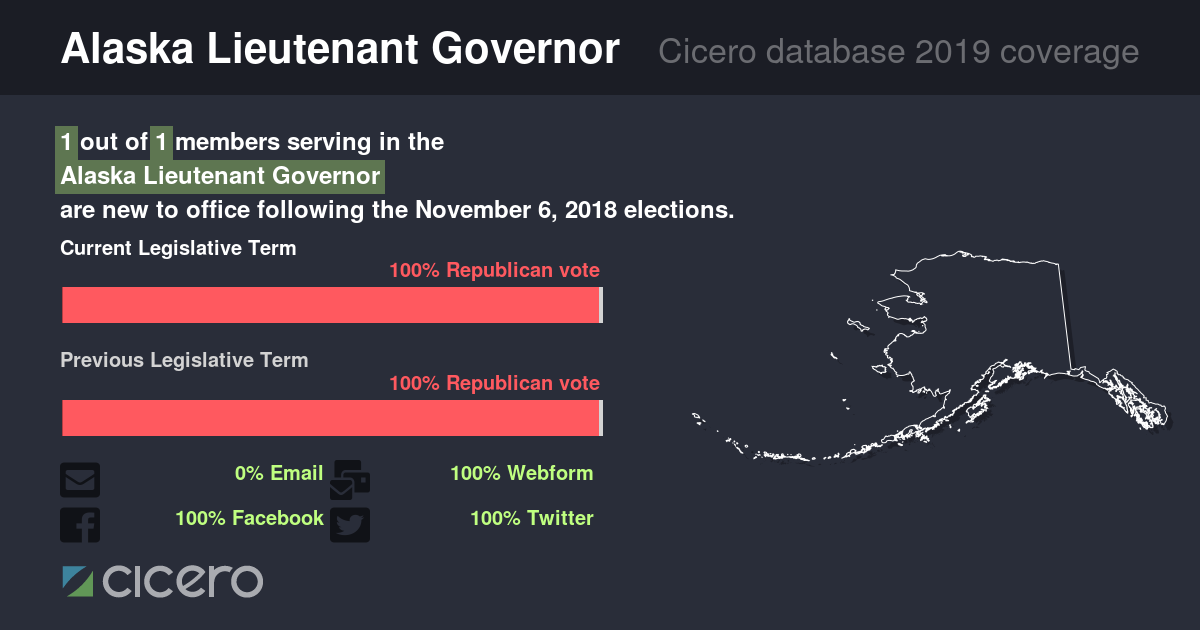 Alaska Lieutenant Governor Cicero database 2019 coverage
1 out of 1 members serving in the
Alaska Lieutenant Governor
are new to office following the November 6, 2018 elections.
Current Legislative Term
100% Republican vote
Previous Legislative Term
100% Republican vote
0% Email 100% Webform
100% Facebook 100% Twitter
cicero